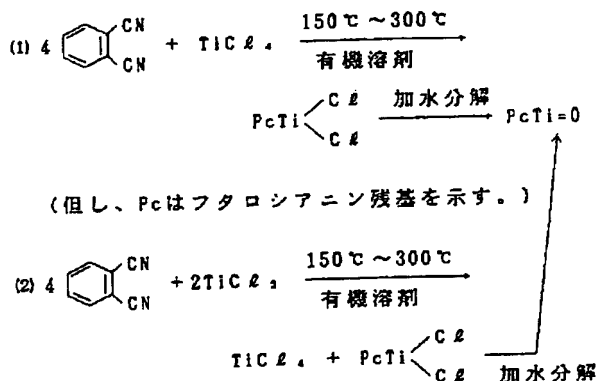 (1) 4 CN CN + TiCℓ₄ 150℃~300℃ 有機溶剤
PcTi Cℓ Cℓ 加水分解 PcTi=0
(但し、Pcはフタロシアニン残基を示す。)
(2) 4 CN CN +2TiCℓ₃ 150℃~300℃ 有機溶剤
TiCℓ₄ + PcTi Cℓ Cℓ 加水分解